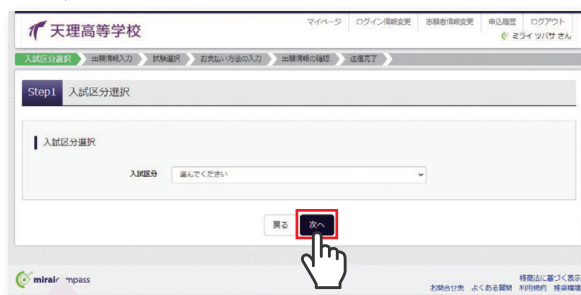 天理高等学校
マイページ ログイン情報変更 志願者情報変更 申込履歴 ログアウト
ミライ ツバサ さん
入試区分選択 出願情報入力 試験選択 お支払い方法の入力 出願情報の確認 送信完了
Step1 入試区分選択
入試区分選択
入試区分 選んでください
戻る 次へ
mirai mpass
特商法に基づく表示
お問合せ先 よくある質問 利用規約 推奨環境